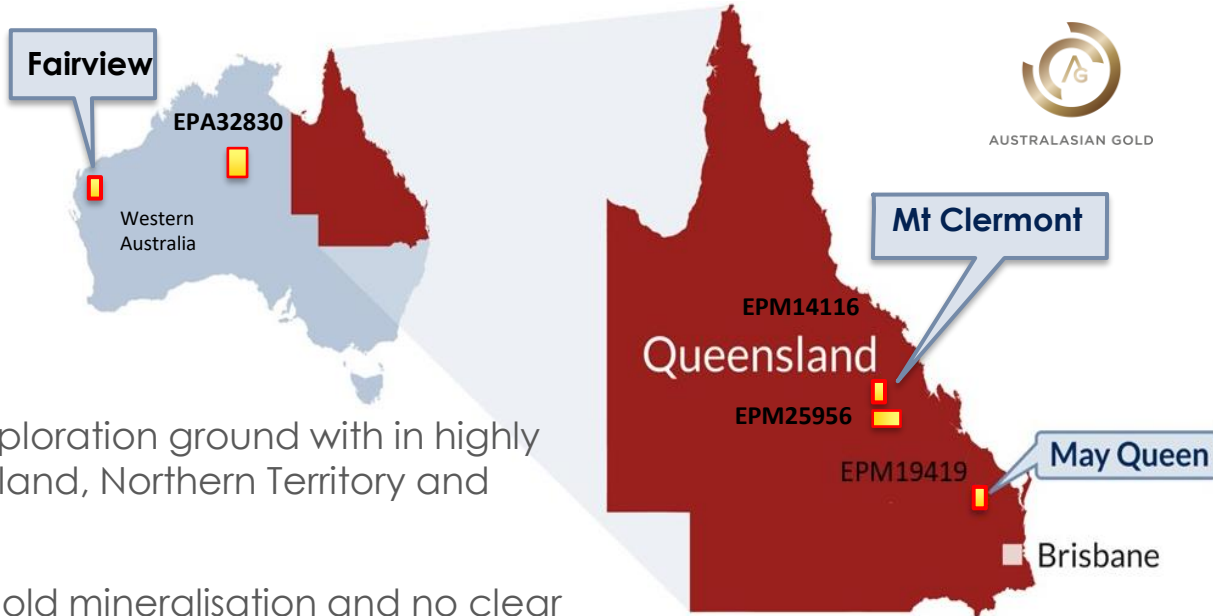 Fairview
EPA32830
Western
Australia
AG
AUSTRALASIAN GOLD
Mt Clermont
EPM14116
Queensland
EPM25956
EPM19419
May Queen
Brisbane
ploration ground with in highly
land, Northern Territory and
old mineralisation and no clear